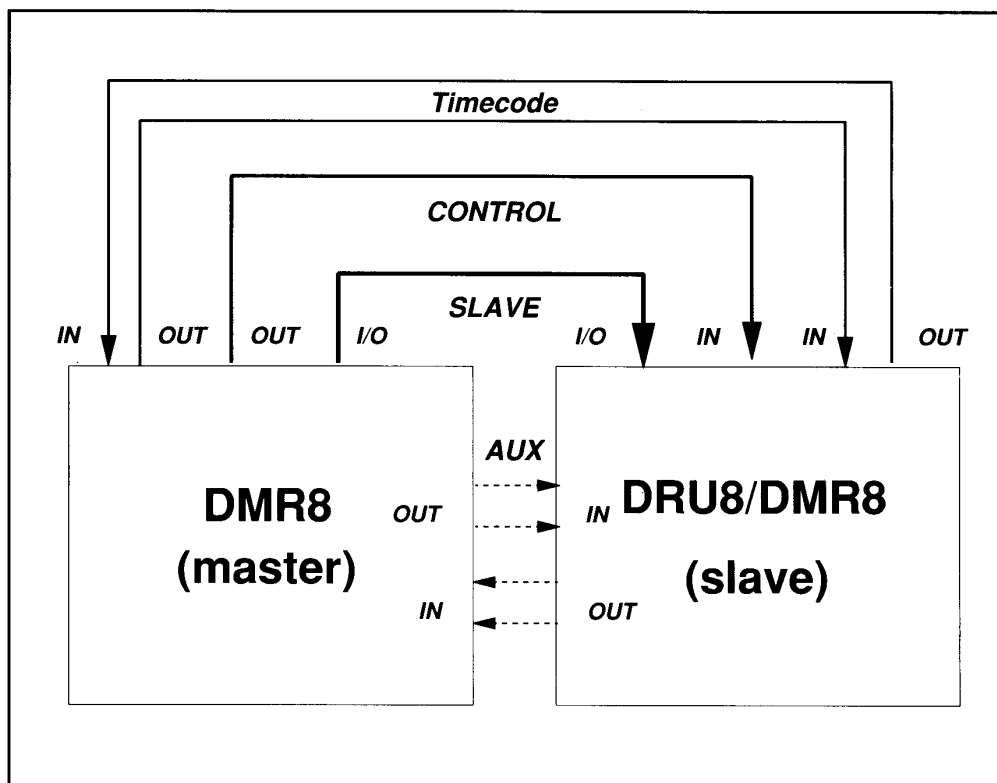 Timecode
CONTROL
SLAVE
IN OUT OUT I/O I/O IN IN OUT
AUX
DMR8
(master)
OUT
IN
DRU8/DMR8
(slave)
IN
OUT